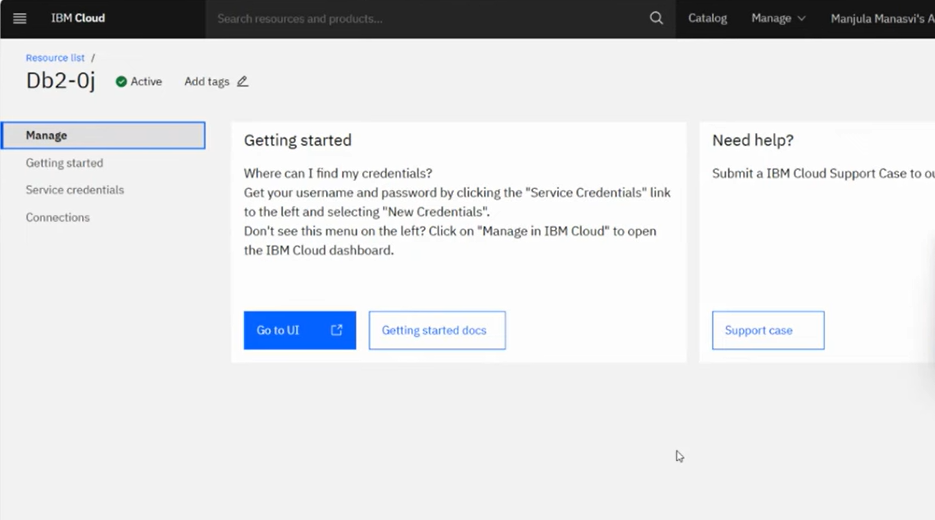 IBM Cloud
Search resources and products...
Catalog
Manage
Manjula Manasvi's A
Resource list /
Db2-0j
Active
Add tags
Manage
Getting started
Service credentials
Connections
Getting started
Where can I find my credentials?
Get your username and password by clicking the "Service Credentials" link
to the left and selecting "New Credentials".
Don't see this menu on the left? Click on "Manage in IBM Cloud" to open
the IBM Cloud dashboard.
Go to UI
Getting started docs
Need help?
Submit a IBM Cloud Support Case to ou
Support case